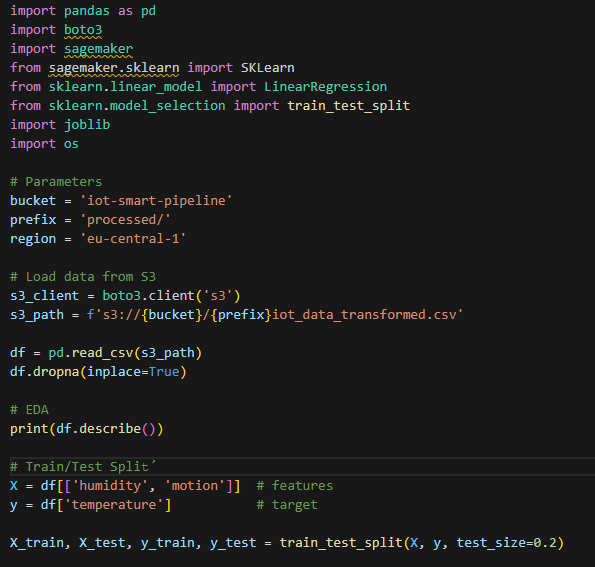 import pandas as pd
import boto3
import sagemaker
from sagemaker.sklearn import SKLearn
from sklearn.linear_model import LinearRegression
from sklearn.model_selection import train_test_split
import joblib
import os
# Parameters
bucket = 'iot-smart-pipeline'
prefix = 'processed/'
region = 'eu-central-1'
# Load data from S3
s3_client = boto3.client('s3')
s3_path = f's3://{bucket}/{prefix}iot_data_transformed.csv'
df = pd.read_csv(s3_path)
df.dropna(inplace=True)
# EDA
print(df.describe())
# Train/Test Split´
X = df[['humidity', 'motion']]  # features
y = df['temperature']           # target
X_train, X_test, y_train, y_test = train_test_split(X, y, test_size=0.2)